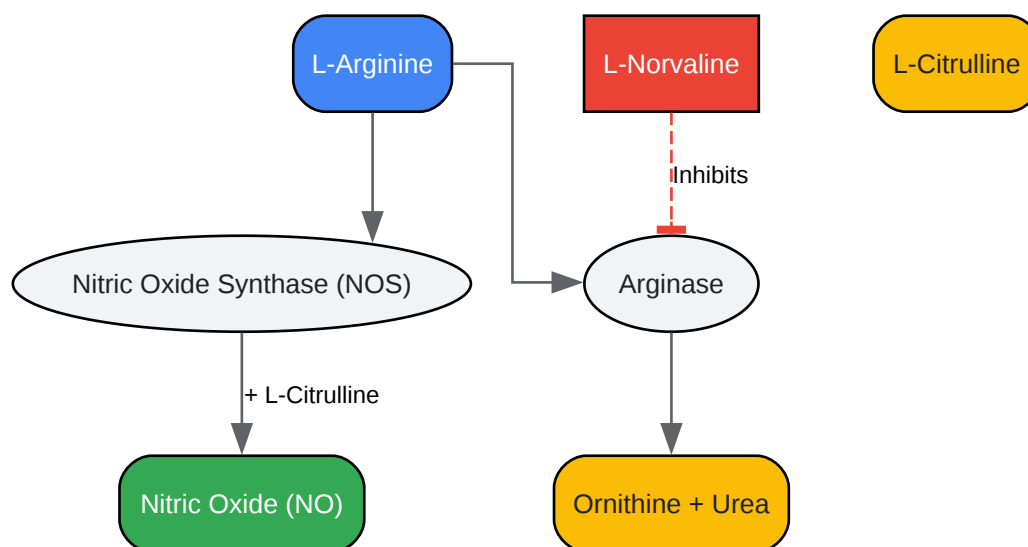 L-Arginine
L-Norvaline
L-Citrulline
Inhibits
Nitric Oxide Synthase (NOS)
Arginase
+ L-Citrulline
Nitric Oxide (NO)
Ornithine + Urea